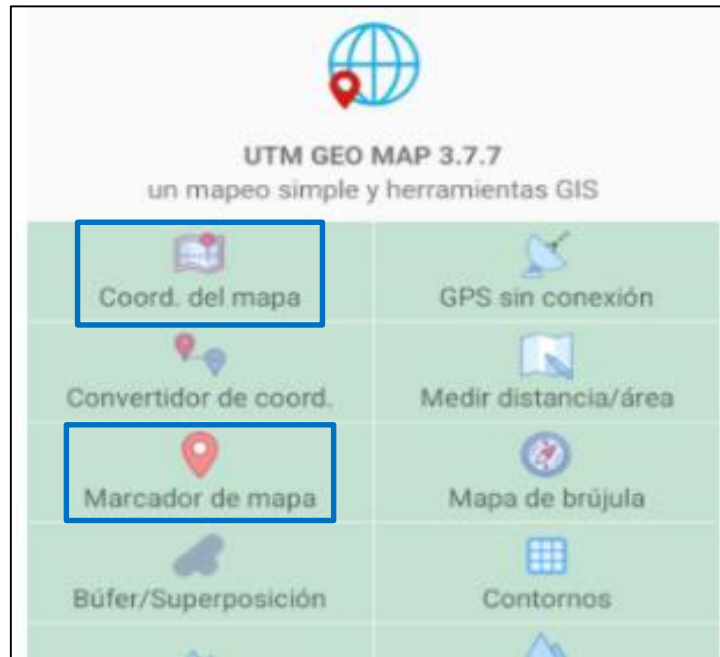 UTM GEO MAP 3.7.7
un mapeo simple y herramientas GIS
Coord. del mapa
GPS sin conexión
Convertidor de coord.
Medir distancia/área
Marcador de mapa
Mapa de brújula
Búfer/Superposición
Contornos